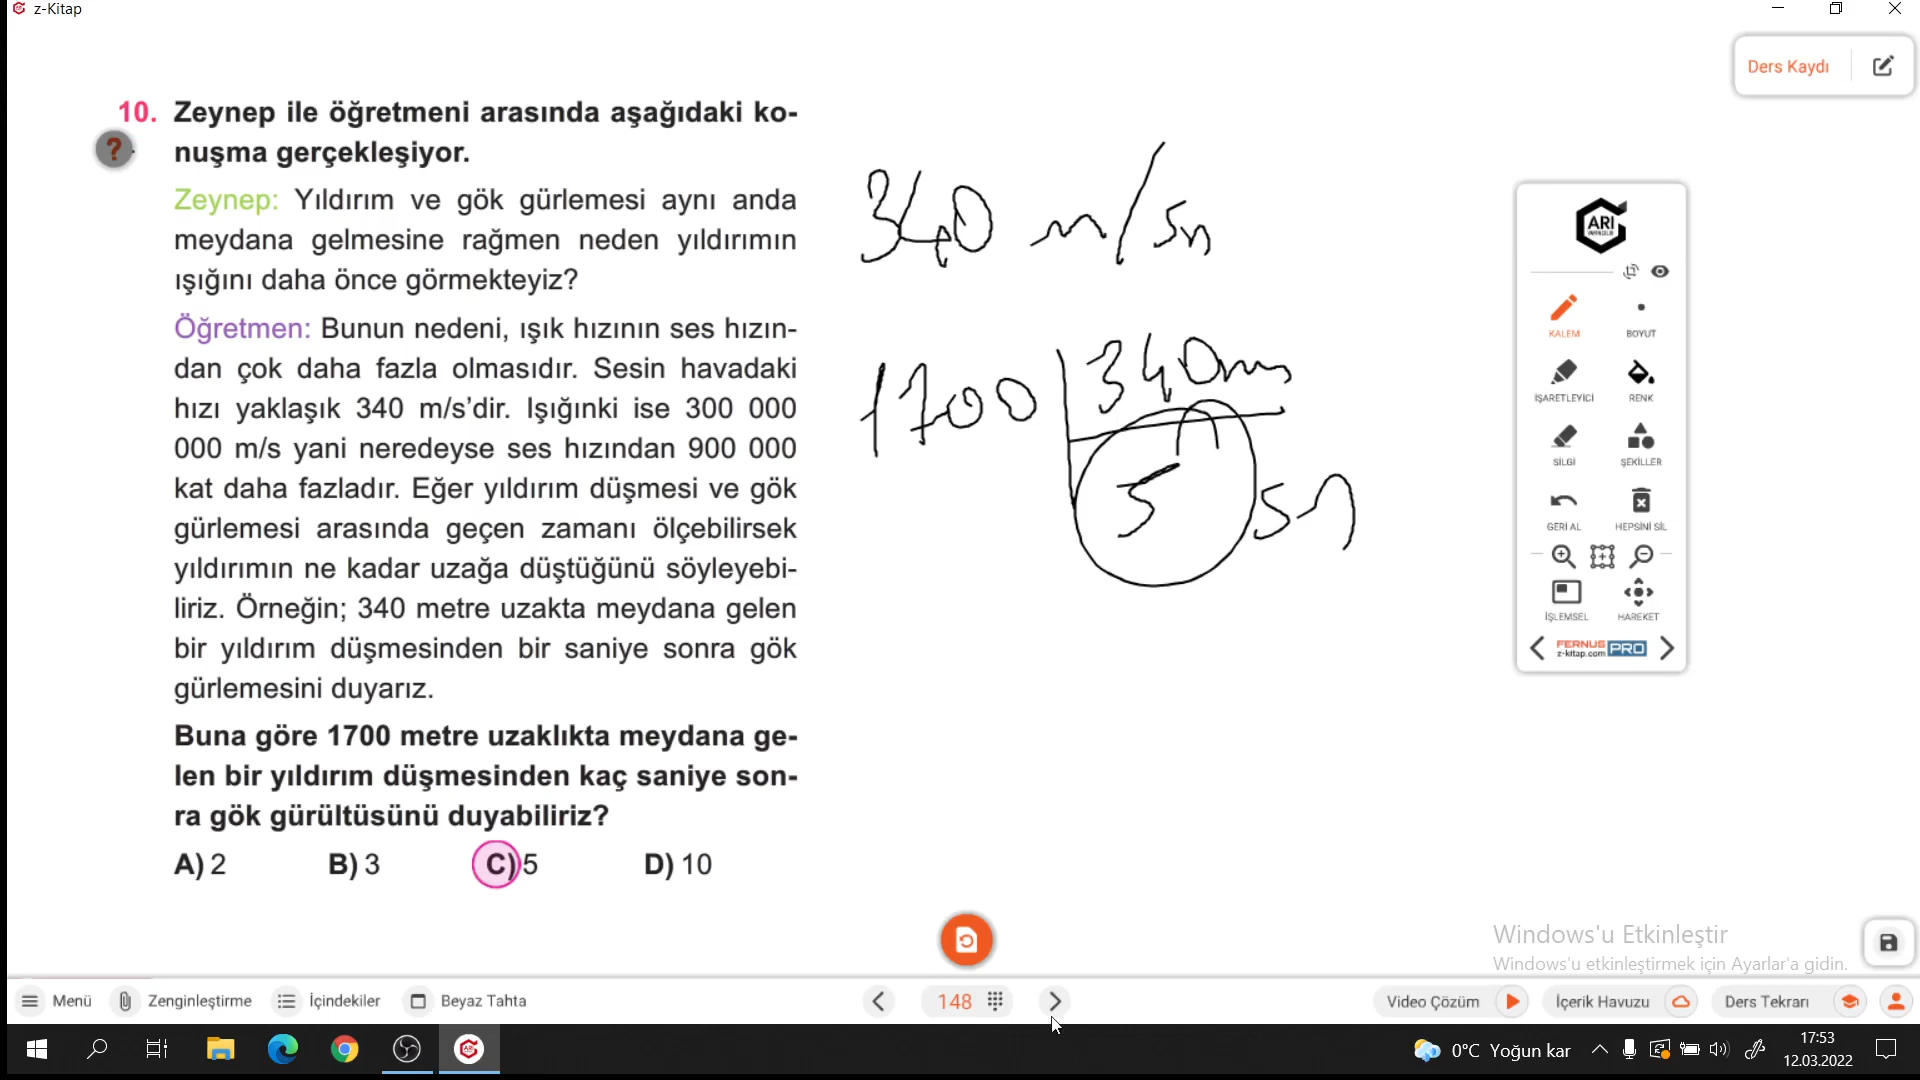 z-Kitap
Ders Kaydı
10. Zeynep ile öğretmeni arasında aşağıdaki ko-
nuşma gerçekleşiyor.
Zeynep: Yıldırım ve gök gürlemesi aynı anda
meydana gelmesine rağmen neden yıldırımın
ışığını daha önce görmekteyiz?
Öğretmen: Bunun nedeni, ışık hızının ses hızın-
dan çok daha fazla olmasıdır. Sesin havadaki
hızı yaklaşık 340 m/s’dir. Işığınki ise 300 000
000 m/s yani neredeyse ses hızından 900 000
kat daha fazladır. Eğer yıldırım düşmesi ve gök
gürlemesi arasında geçen zamanı ölçebilirsek
yıldırımın ne kadar uzağa düştüğünü söyleyebi-
liriz. Örneğin; 340 metre uzakta meydana gelen
bir yıldırım düşmesinden bir saniye sonra gök
gürlemesini duyarız.
Buna göre 1700 metre uzaklıkta meydana ge-
len bir yıldırım düşmesinden kaç saniye son-
ra gök gürültüsünü duyabiliriz?
A) 2 B) 3 C) 5 D) 10
340 m/sn
1700 340m
5 sn
ARI
YAYINCILIK
KALEM BOYUT
İŞARETLEYİCİ RENK
SİLGİ ŞEKİLLER
GERİ AL HEPSİNİ SİL
İŞLEMSEL HAREKET
FERNUS
z-kitap.com PRO
Windows'u Etkinleştir
Windows'u etkinleştirmek için Ayarlar'a gidin.
Menü Zenginleştirme İçindekiler Beyaz Tahta 148 Video Çözüm İçerik Havuzu Ders Tekrarı
0°C Yoğun kar 17:53
12.03.2022